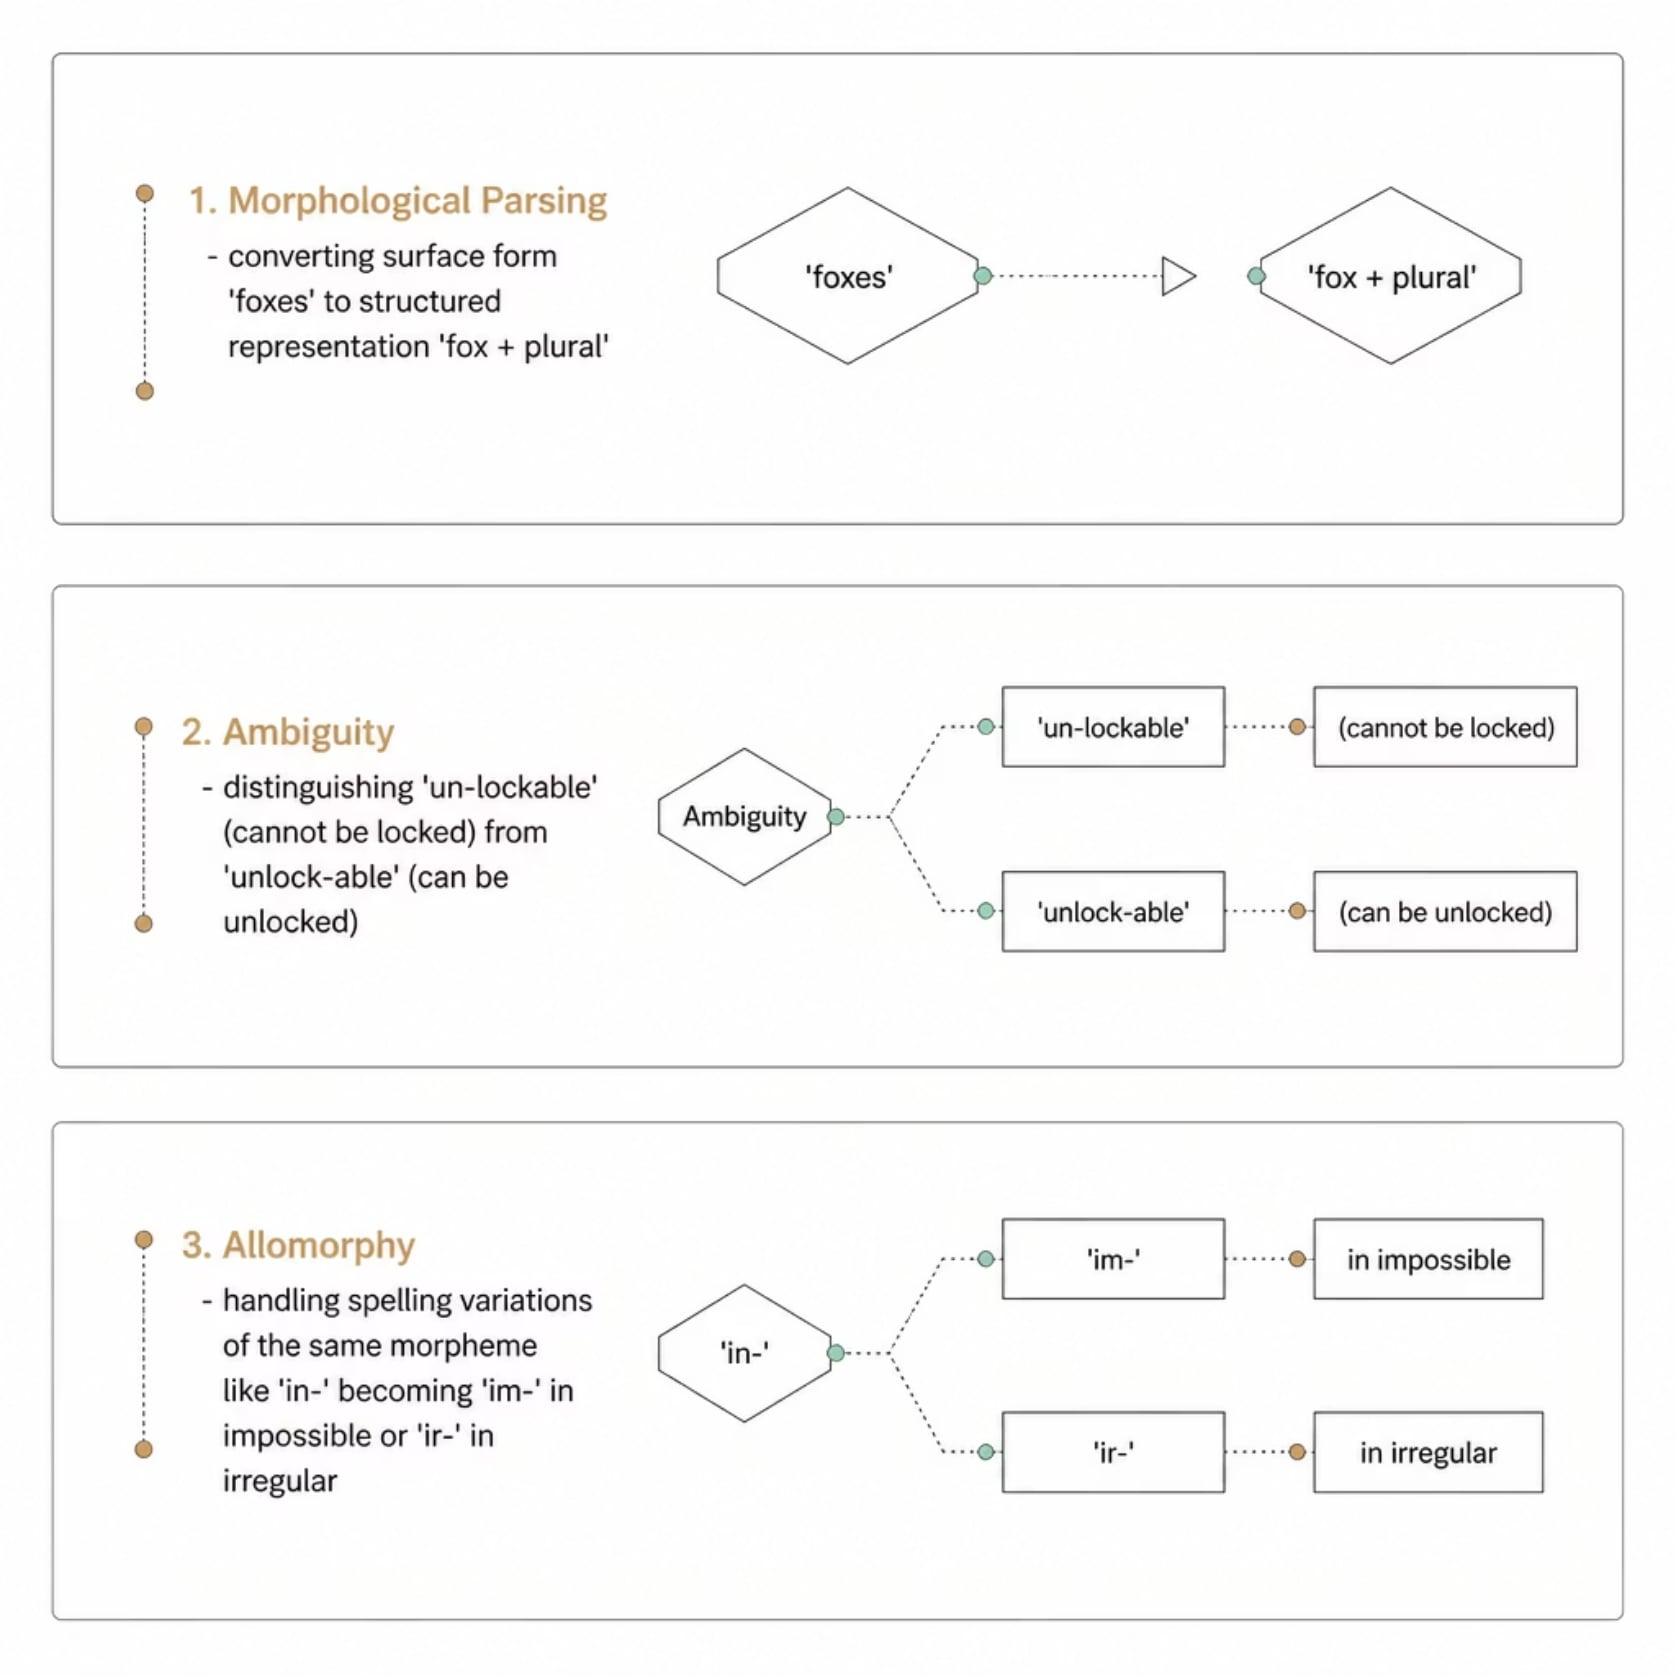 1. Morphological Parsing
- converting surface form
'foxes' to structured
representation 'fox + plural'
'foxes'
'fox + plural'
2. Ambiguity
- distinguishing 'un-lockable'
(cannot be locked) from
'unlock-able' (can be
unlocked)
Ambiguity
'un-lockable'
(cannot be locked)
'unlock-able'
(can be unlocked)
3. Allomorphy
- handling spelling variations
of the same morpheme
like 'in-' becoming 'im-' in
impossible or 'ir-' in
irregular
'in-'
'im-'
in impossible
'ir-'
in irregular